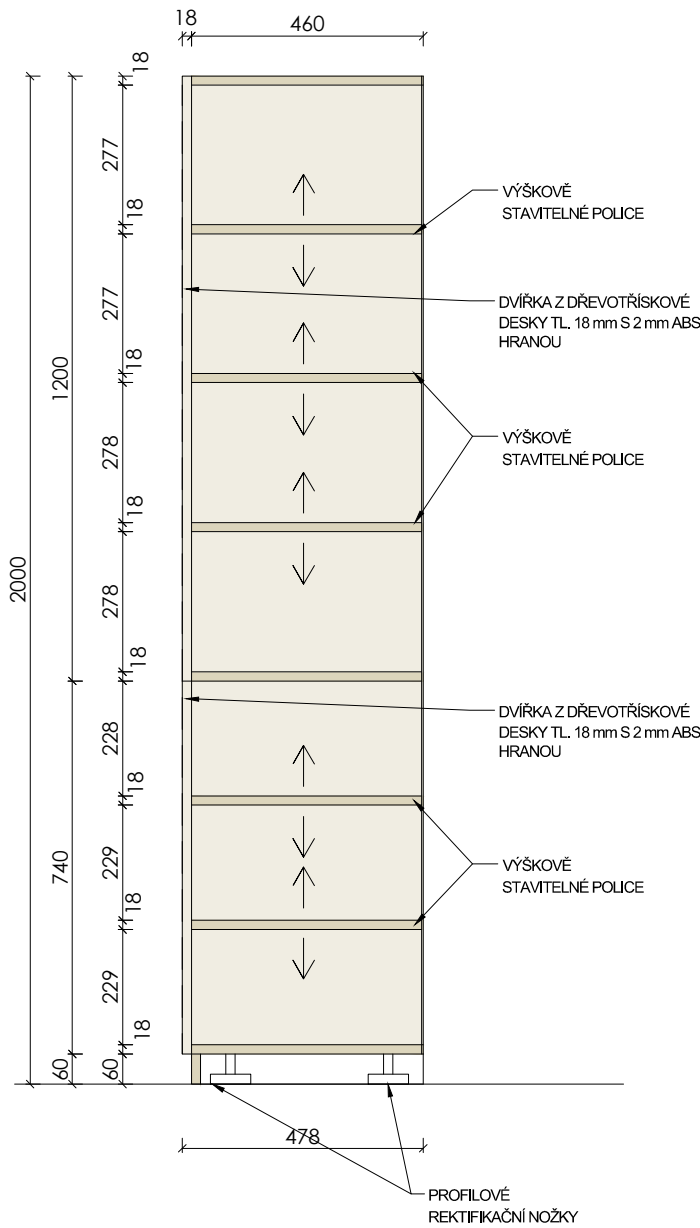 18
460
18
277
18
277
18
278
18
278
18
228
18
229
18
229
18
60
1200
740
60
2000
478
VÝŠKOVĚ
STAVITELNÉ POLICE
DVÍŘKA Z DŘEVOTŘÍSKOVÉ
DESKY TL. 18 mm S 2 mm ABS
HRANOU
VÝŠKOVĚ
STAVITELNÉ POLICE
DVÍŘKA Z DŘEVOTŘÍSKOVÉ
DESKY TL. 18 mm S 2 mm ABS
HRANOU
VÝŠKOVĚ
STAVITELNÉ POLICE
PROFILOVÉ
REKTIFIKAČNÍ NOŽKY